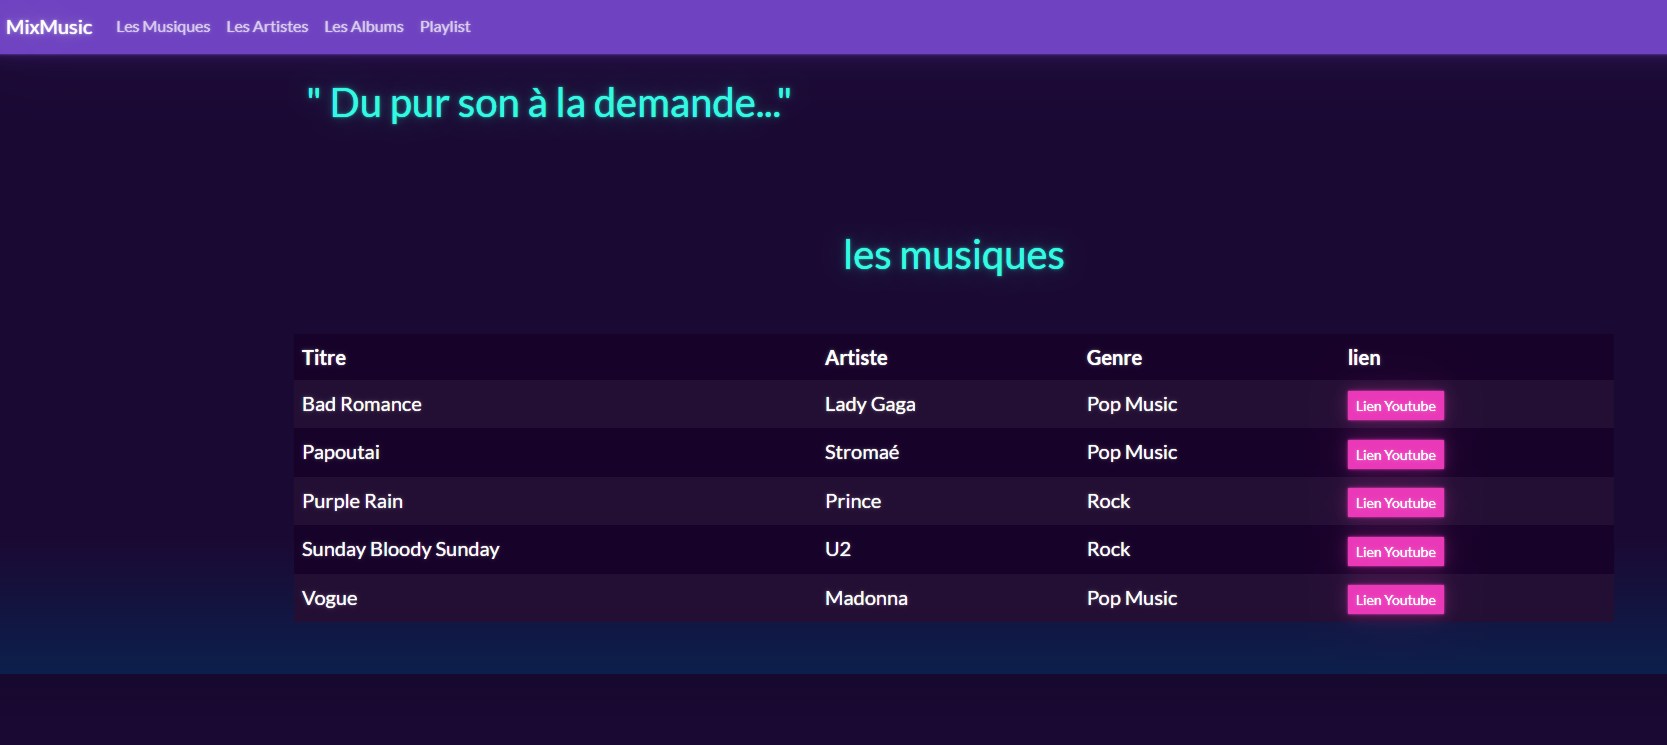 MixMusic Les Musiques Les Artistes Les Albums Playlist
" Du pur son à la demande..."
les musiques
Titre Artiste Genre lien
Bad Romance Lady Gaga Pop Music Lien Youtube
Papoutai Stromaé Pop Music Lien Youtube
Purple Rain Prince Rock Lien Youtube
Sunday Bloody Sunday U2 Rock Lien Youtube
Vogue Madonna Pop Music Lien Youtube